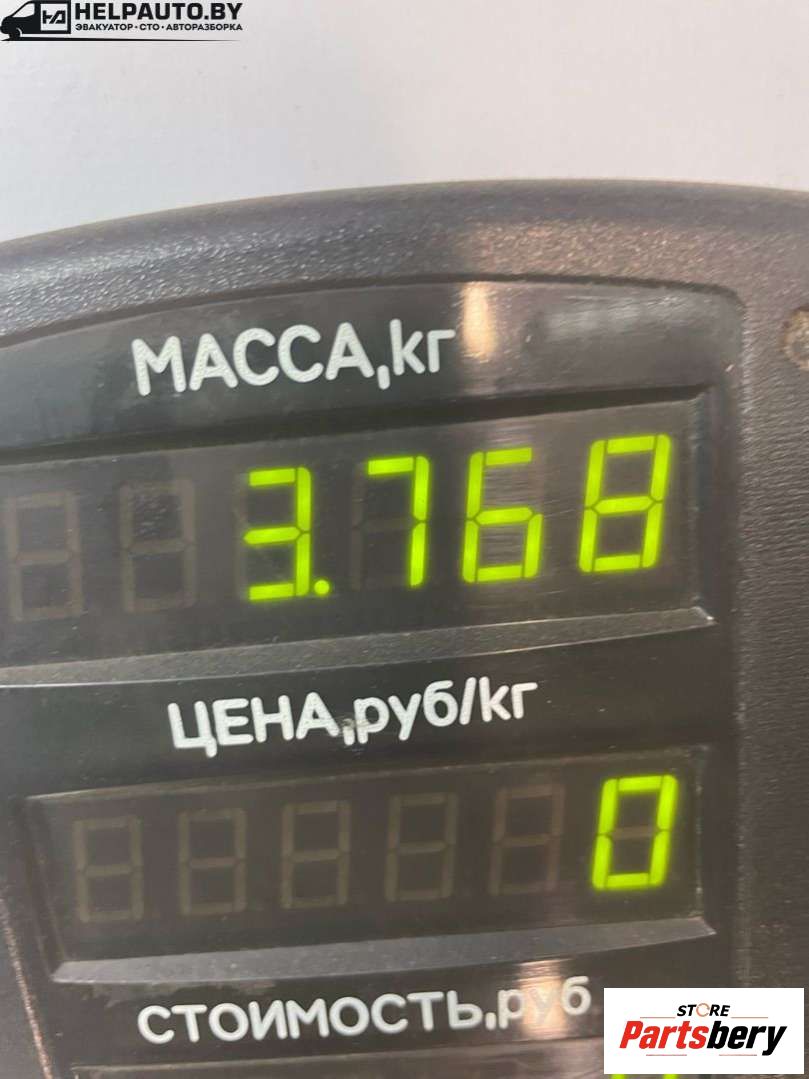 HELPAUTO.BY
ЭВАКУАТОР • СТО • АВТОРАЗБОРКА
МАССА,кг
3.768
ЦЕНА,руб/кг
0
СТОИМОСТЬ,руб
STORE
Partsbery